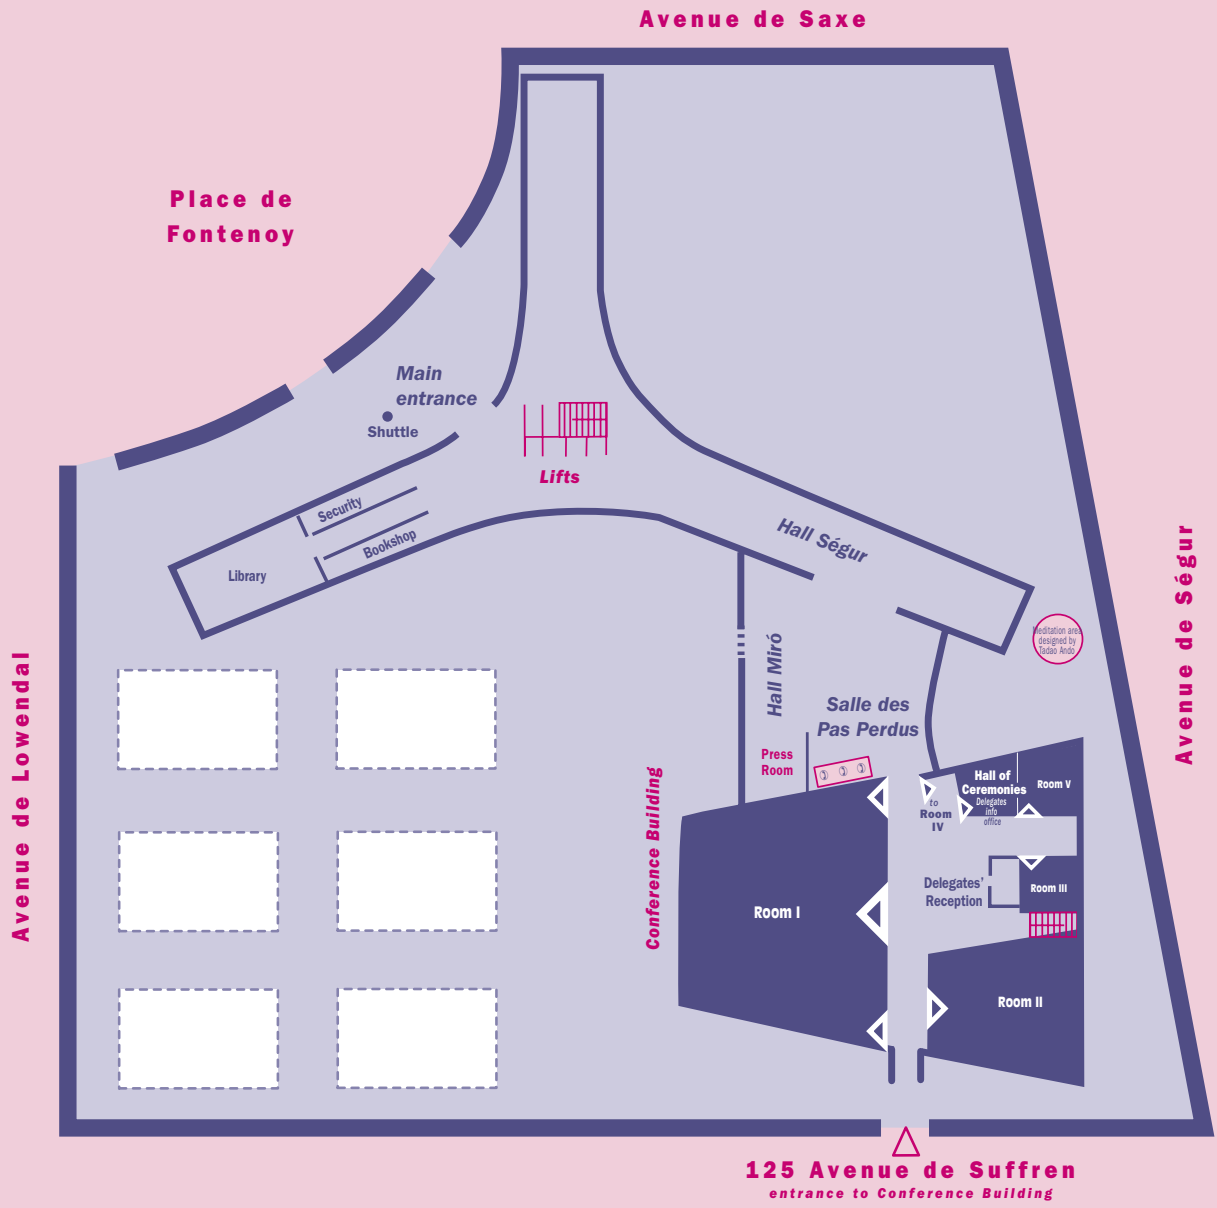 Avenue de Saxe
Place de
Fontenoy
Main
entrance
Shuttle
Lifts
Security
Bookshop
Library
Hall Ségur
Avenue de Ségur
Meditation area
designed by
Tadao Ando
Hall Miró
Salle des
Pas Perdus
Press
Room
Avenue de Lowendal
Conference Building
Hall of
Ceremonies
Delegates
info
office
Room V
to
Room
IV
Delegates'
Reception
Room III
Room I
Room II
125 Avenue de Suffren
entrance to Conference Building